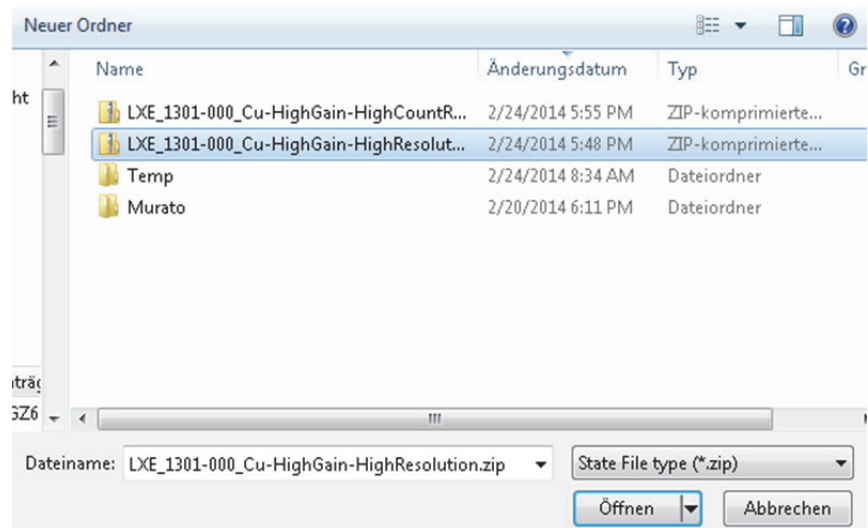 Neuer Ordner
Name Änderungsdatum Typ Gr
ht
LXE_1301-000_Cu-HighGain-HighCountR... 2/24/2014 5:55 PM ZIP-komprimierte...
LXE_1301-000_Cu-HighGain-HighResolut... 2/24/2014 5:48 PM ZIP-komprimierte...
Temp 2/24/2014 8:34 AM Dateiordner
Murato 2/20/2014 6:11 PM Dateiordner
nträg
GZ6
Dateiname: LXE_1301-000_Cu-HighGain-HighResolution.zip State File type (*.zip)
Öffnen Abbrechen